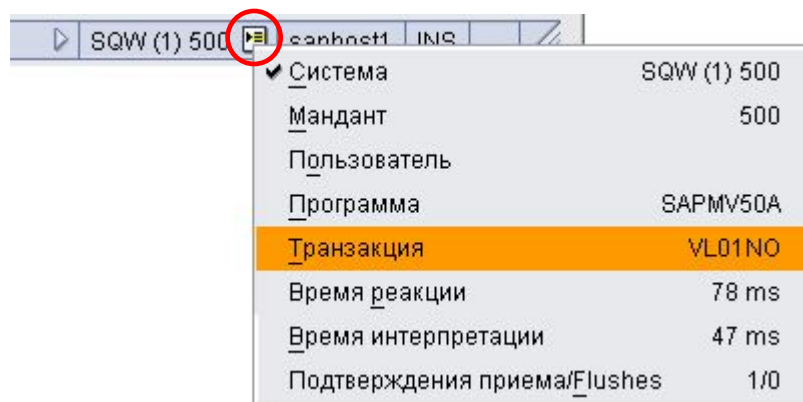 SQW (1) 500 saphost1 INS
Система SQW (1) 500
Мандант 500
Пользователь
Программа SAPMV50A
Транзакция VL01NO
Время реакции 78 ms
Время интерпретации 47 ms
Подтверждения приема/Flushes 1/0